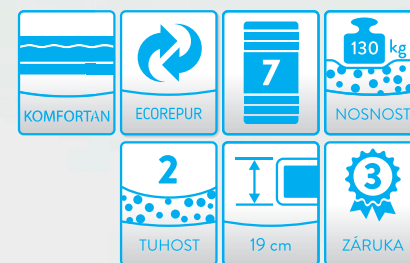 KOMFORTAN
ECOREPUR
7
130 kg
NOSNOST
2
TUHOST
19 cm
3
ZÁRUKA